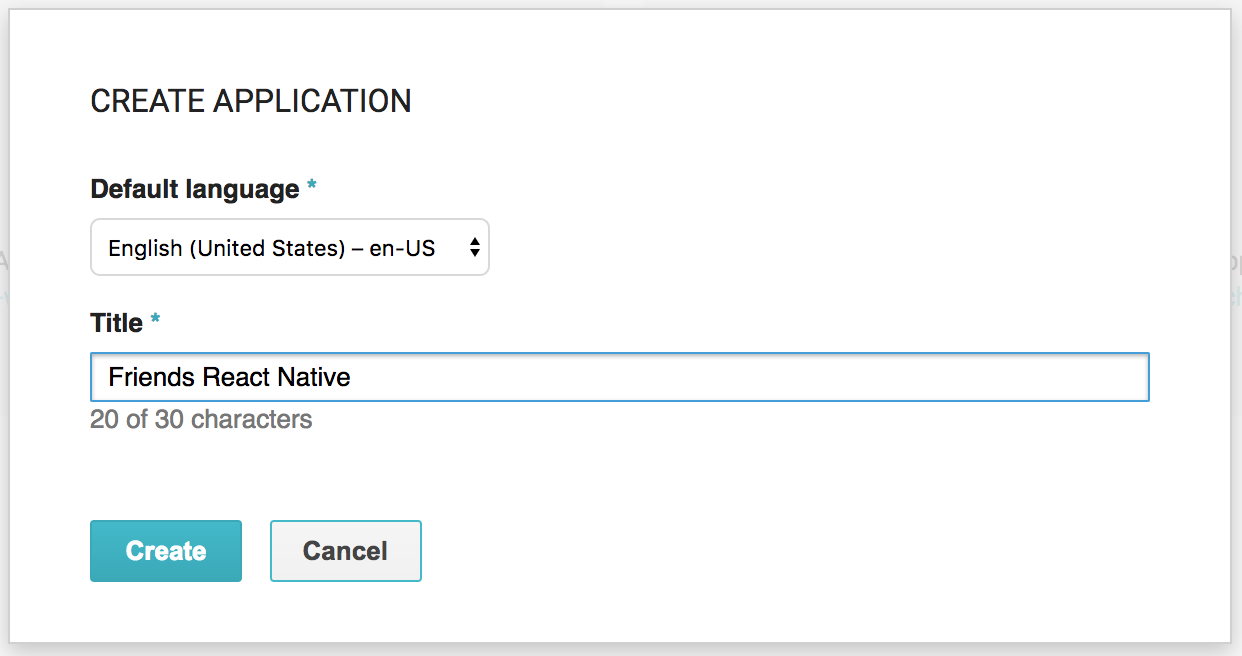 CREATE APPLICATION
Default language *
English (United States) – en-US
Title *
Friends React Native
20 of 30 characters
Create Cancel